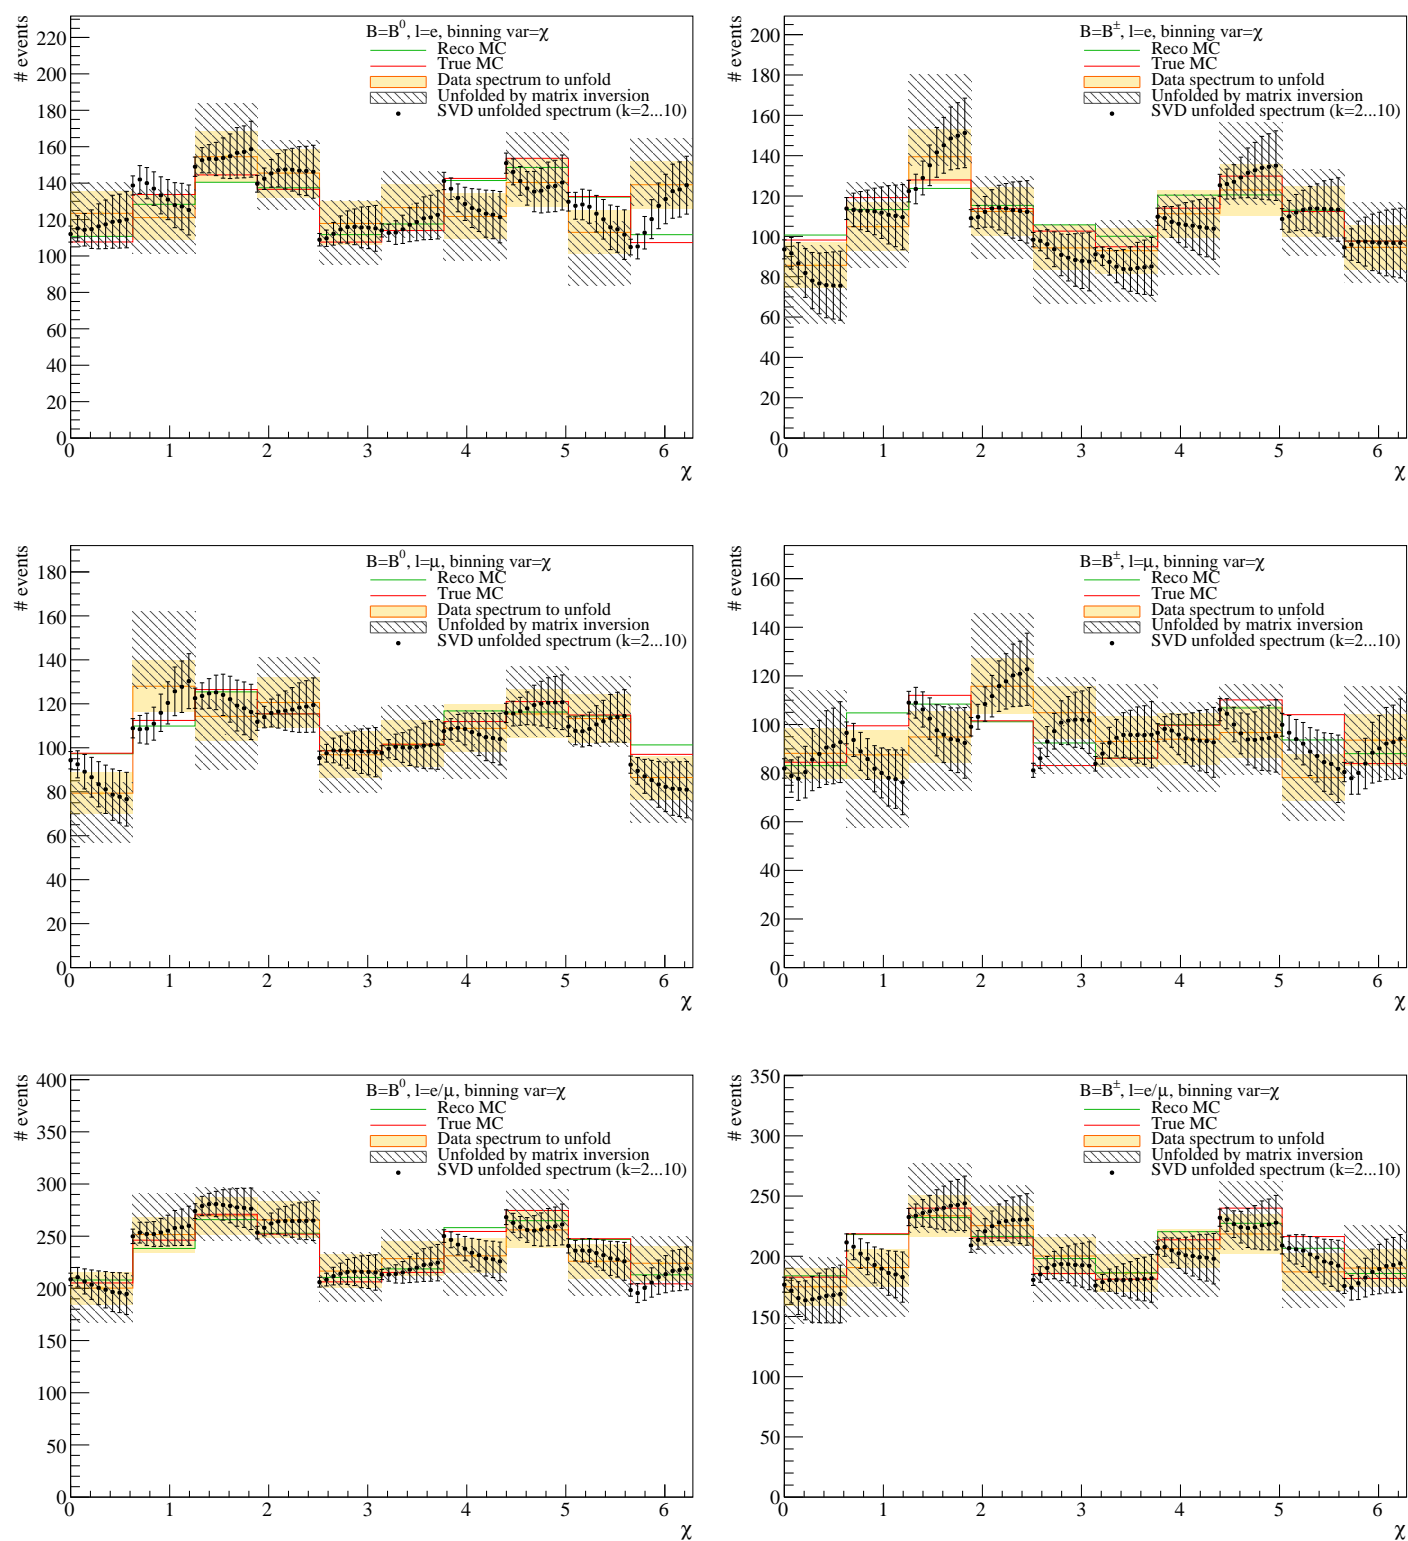 # events
220
200
180
160
140
120
100
80
60
40
20
0
B=B⁰, l=e, binning var=χ
Reco MC
True MC
Data spectrum to unfold
Unfolded by matrix inversion
SVD unfolded spectrum (k=2...10)
0 1 2 3 4 5 6
χ
# events
200
180
160
140
120
100
80
60
40
20
0
B=B±, l=e, binning var=χ
Reco MC
True MC
Data spectrum to unfold
Unfolded by matrix inversion
SVD unfolded spectrum (k=2...10)
0 1 2 3 4 5 6
χ
# events
180
160
140
120
100
80
60
40
20
0
B=B⁰, l=μ, binning var=χ
Reco MC
True MC
Data spectrum to unfold
Unfolded by matrix inversion
SVD unfolded spectrum (k=2...10)
0 1 2 3 4 5 6
χ
# events
160
140
120
100
80
60
40
20
0
B=B±, l=μ, binning var=χ
Reco MC
True MC
Data spectrum to unfold
Unfolded by matrix inversion
SVD unfolded spectrum (k=2...10)
0 1 2 3 4 5 6
χ
# events
400
350
300
250
200
150
100
50
0
B=B⁰, l=e/μ, binning var=χ
Reco MC
True MC
Data spectrum to unfold
Unfolded by matrix inversion
SVD unfolded spectrum (k=2...10)
0 1 2 3 4 5 6
χ
# events
350
300
250
200
150
100
50
0
B=B±, l=e/μ, binning var=χ
Reco MC
True MC
Data spectrum to unfold
Unfolded by matrix inversion
SVD unfolded spectrum (k=2...10)
0 1 2 3 4 5 6
χ